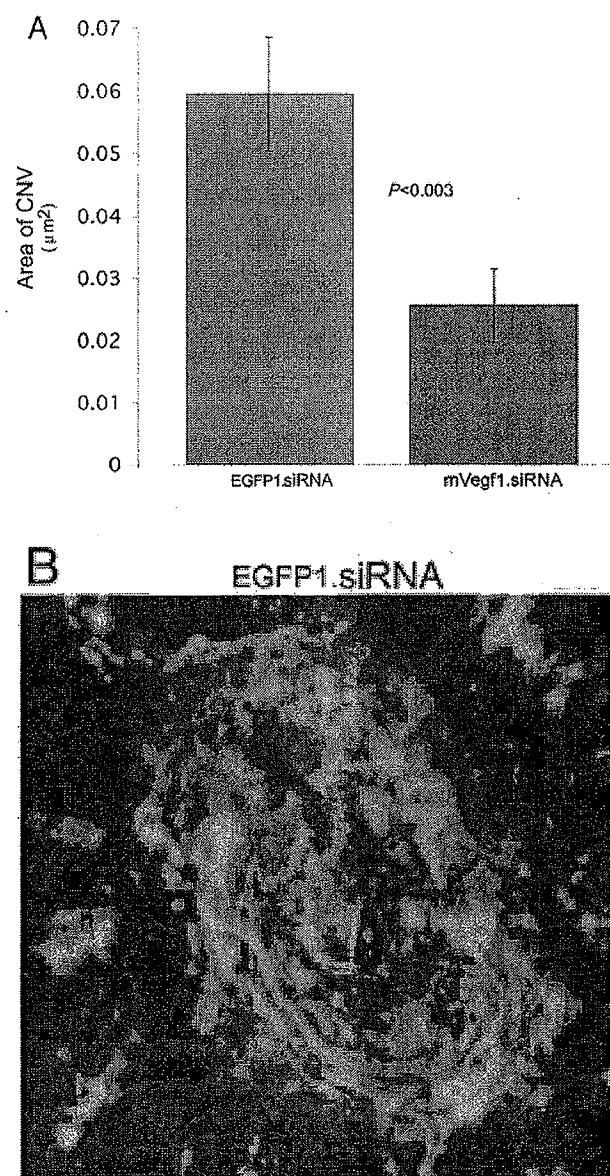 A
0.07
0.06
0.05
0.04
0.03
0.02
0.01
0
Area of CNV
(μm2)
P<0.003
EGFP1.siRNA
mVegf1.siRNA
B
EGFP1.siRNA